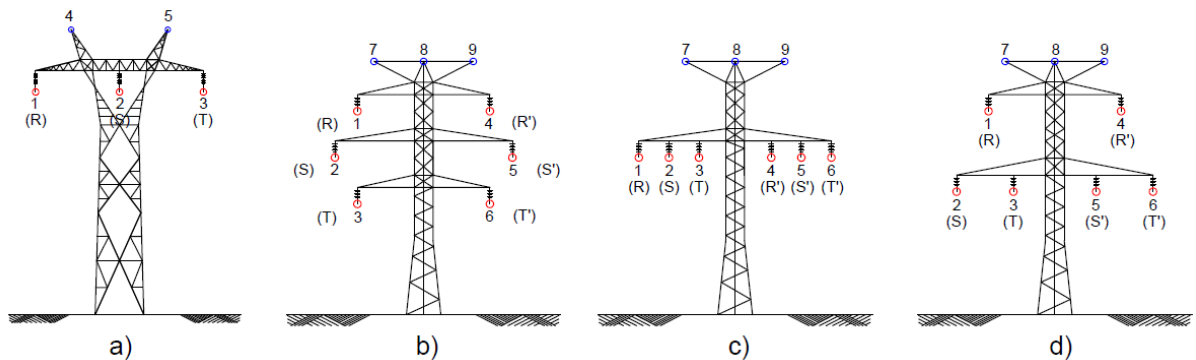 4 5
1 2 3
(R) (S) (T)
a)
7 8 9
(R) 1 4 (R')
(S) 2 5 (S')
(T) 3 6 (T')
b)
7 8 9
1 2 3 4 5 6
(R) (S) (T) (R') (S') (T')
c)
7 8 9
1 4
(R) (R')
2 3 5 6
(S) (T) (S') (T')
d)